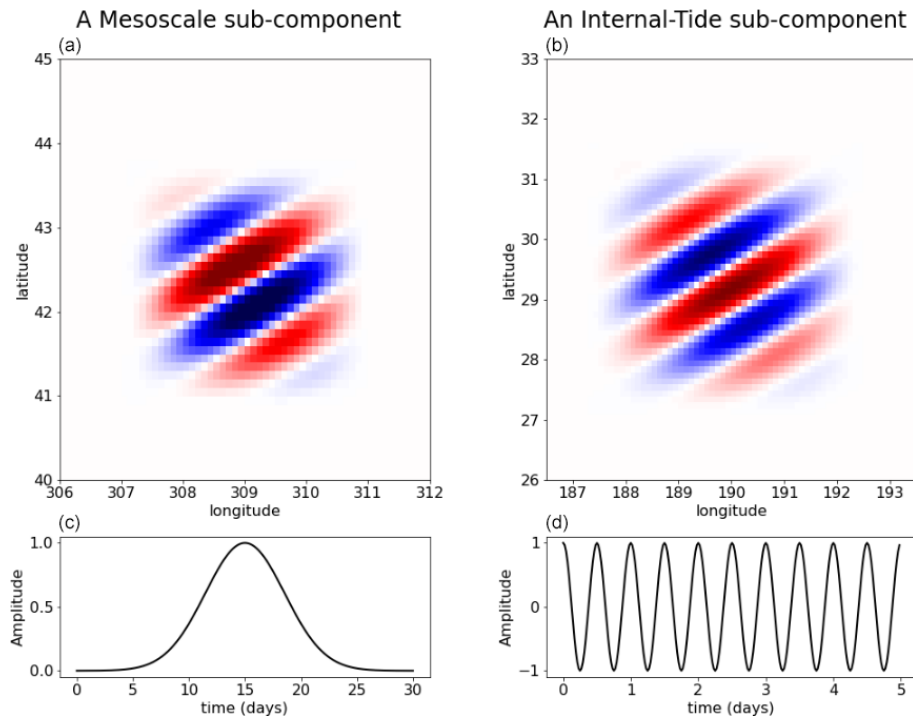 A Mesoscale sub-component
An Internal-Tide sub-component
(a)
45
44
43
42
41
40
latitude
306 307 308 309 310 311 312
longitude
(b)
33
32
31
30
29
28
27
26
latitude
187 188 189 190 191 192 193
longitude
(c)
1.0
0.5
0.0
Amplitude
0 5 10 15 20 25 30
time (days)
(d)
1
0
−1
Amplitude
0 1 2 3 4 5
time (days)